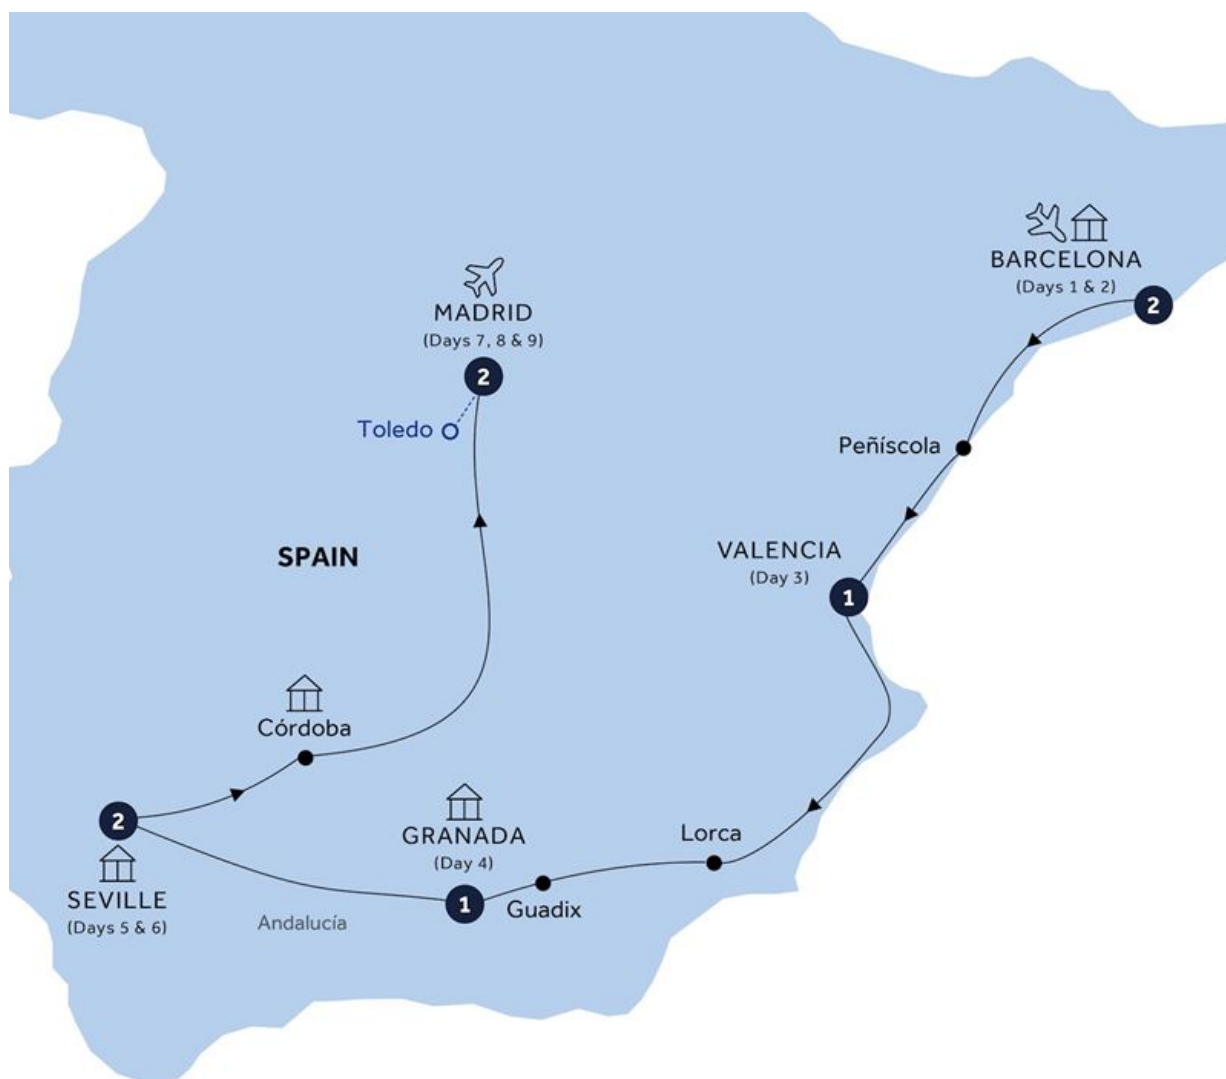 BARCELONA
(Days 1 & 2)
2
MADRID
(Days 7, 8 & 9)
2
Toledo
Peñíscola
VALENCIA
(Day 3)
1
SPAIN
Córdoba
2
SEVILLE
(Days 5 & 6)
GRANADA
(Day 4)
1
Lorca
Guadix
Andalucía